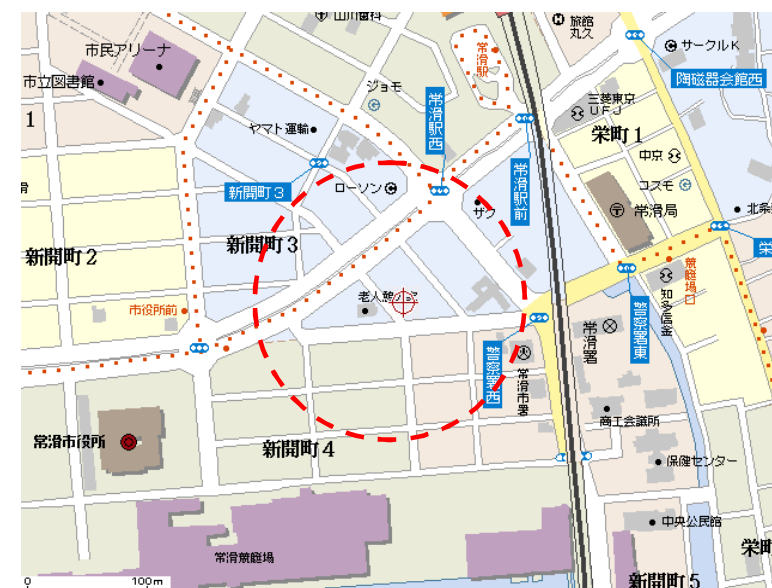 山川歯科
旅館
丸久
サークルK
市民アリーナ
常滑駅
陶磁器会館西
市立図書館
ジョモ
三菱東京
UFJ
常滑駅西
栄町1
1
ヤマト運輸
常滑駅前
中京
新開町3
ローソン
コスモ
サク
常滑局
北条
新開町3
新開町2
栄
競艇場口
老人憩ノ家
知多信金
市役所前
警察署東
常滑署
警察署西
常滑市署
商工会議所
常滑市役所
新開町4
保健センター
中央公民館
常滑競艇場
栄町
新開町5
0
100m